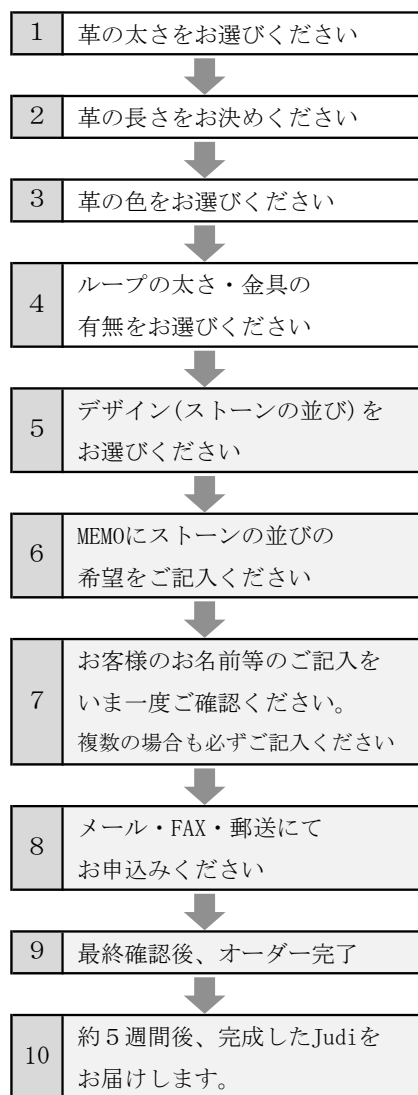 1 革の太さをお選びください
2 革の長さをお決めください
3 革の色をお選びください
4 ループの太さ・金具の
有無をお選びください
5 デザイン(ストーンの並び)を
お選びください
6 MEMOにストーンの並びの
希望をご記入ください
7 お客様のお名前等のご記入を
いま一度ご確認ください。
複数の場合も必ずご記入ください
8 メール・FAX・郵送にて
お申込みください
9 最終確認後、オーダー完了
10 約５週間後、完成したJudiを
お届けします。